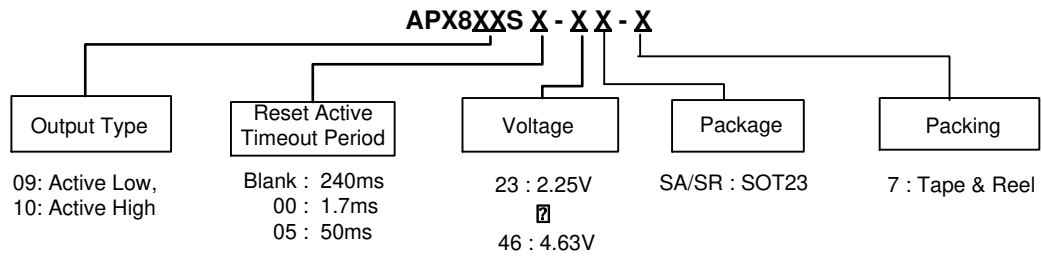 APX8XXS X - X X - X
Output Type
09: Active Low,
10: Active High
Reset Active
Timeout Period
Blank : 240ms
00 : 1.7ms
05 : 50ms
Voltage
23 : 2.25V
?
46 : 4.63V
Package
SA/SR : SOT23
Packing
7 : Tape & Reel